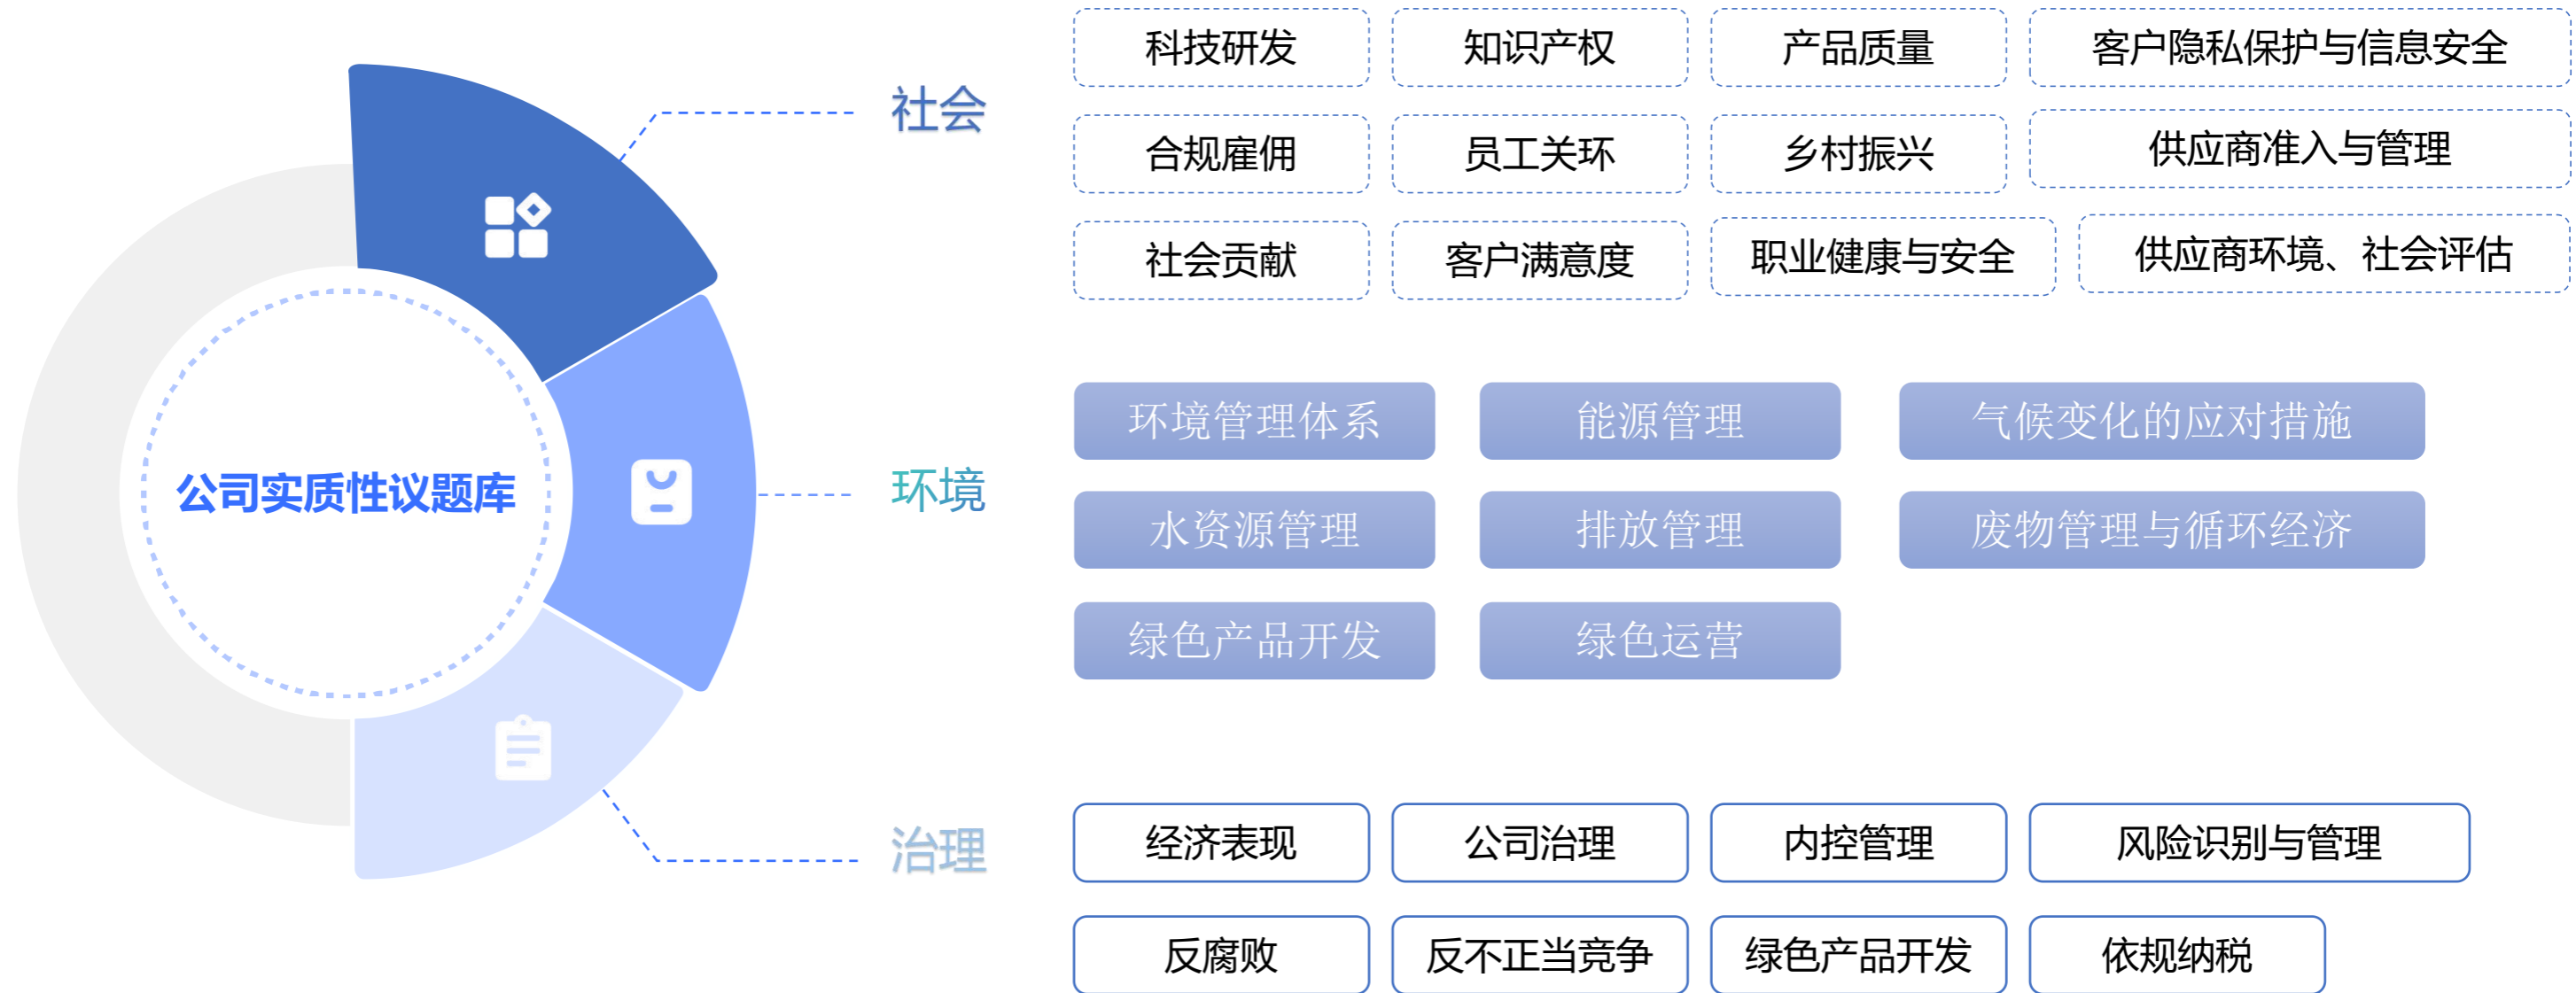 公司实质性议题库
社会
科技研发
知识产权
产品质量
客户隐私保护与信息安全
合规雇佣
员工关环
乡村振兴
供应商准入与管理
社会贡献
客户满意度
职业健康与安全
供应商环境、社会评估
环境
环境管理体系
能源管理
气候变化的应对措施
水资源管理
排放管理
废物管理与循环经济
绿色产品开发
绿色运营
治理
经济表现
公司治理
内控管理
风险识别与管理
反腐败
反不正当竞争
绿色产品开发
依规纳税